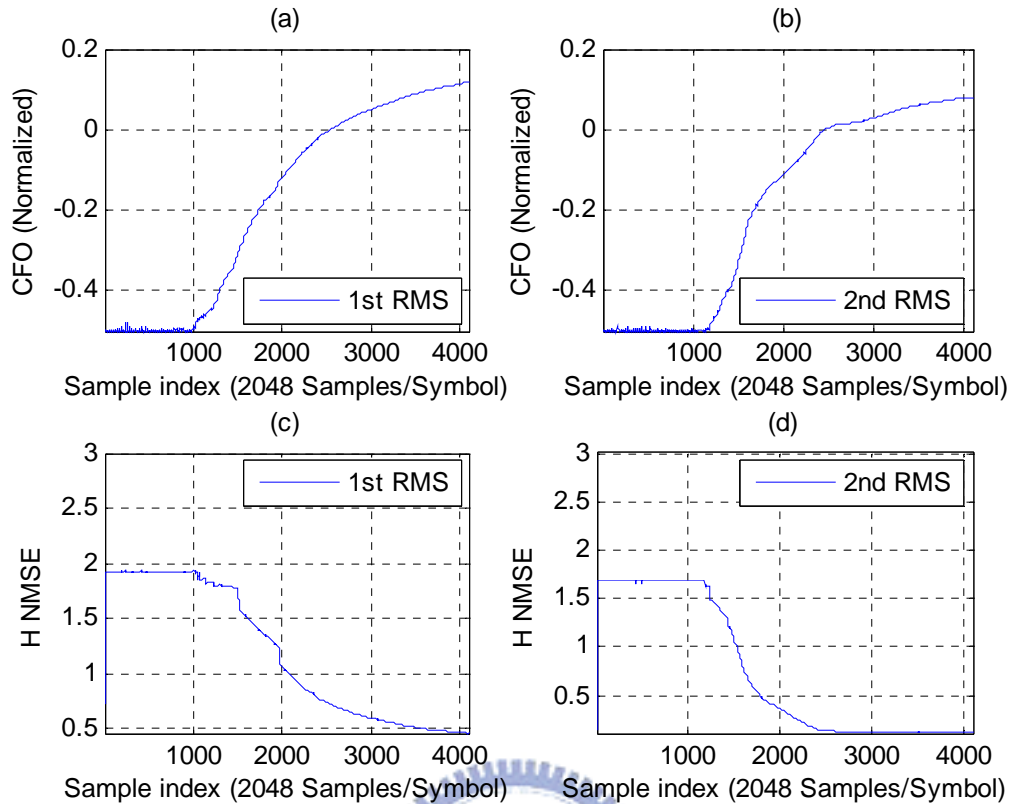 (a)
CFO (Normalized)
0.2
0
-0.2
-0.4
1st RMS
1000 2000 3000 4000
Sample index (2048 Samples/Symbol)
(b)
CFO (Normalized)
0.2
0
-0.2
-0.4
2nd RMS
1000 2000 3000 4000
Sample index (2048 Samples/Symbol)
(c)
H NMSE
3
2.5
2
1.5
1
0.5
1st RMS
1000 2000 3000 4000
Sample index (2048 Samples/Symbol)
(d)
H NMSE
3
2.5
2
1.5
1
0.5
2nd RMS
1000 2000 3000 4000
Sample index (2048 Samples/Symbol)